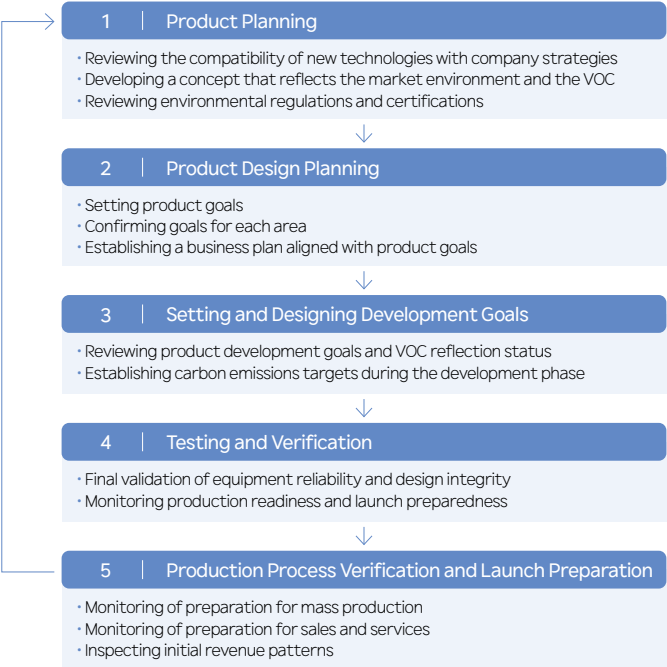 1 Product Planning
· Reviewing the compatibility of new technologies with company strategies
· Developing a concept that reflects the market environment and the VOC
· Reviewing environmental regulations and certifications
2 Product Design Planning
· Setting product goals
· Confirming goals for each area
· Establishing a business plan aligned with product goals
3 Setting and Designing Development Goals
· Reviewing product development goals and VOC reflection status
· Establishing carbon emissions targets during the development phase
4 Testing and Verification
· Final validation of equipment reliability and design integrity
· Monitoring production readiness and launch preparedness
5 Production Process Verification and Launch Preparation
· Monitoring of preparation for mass production
· Monitoring of preparation for sales and services
· Inspecting initial revenue patterns